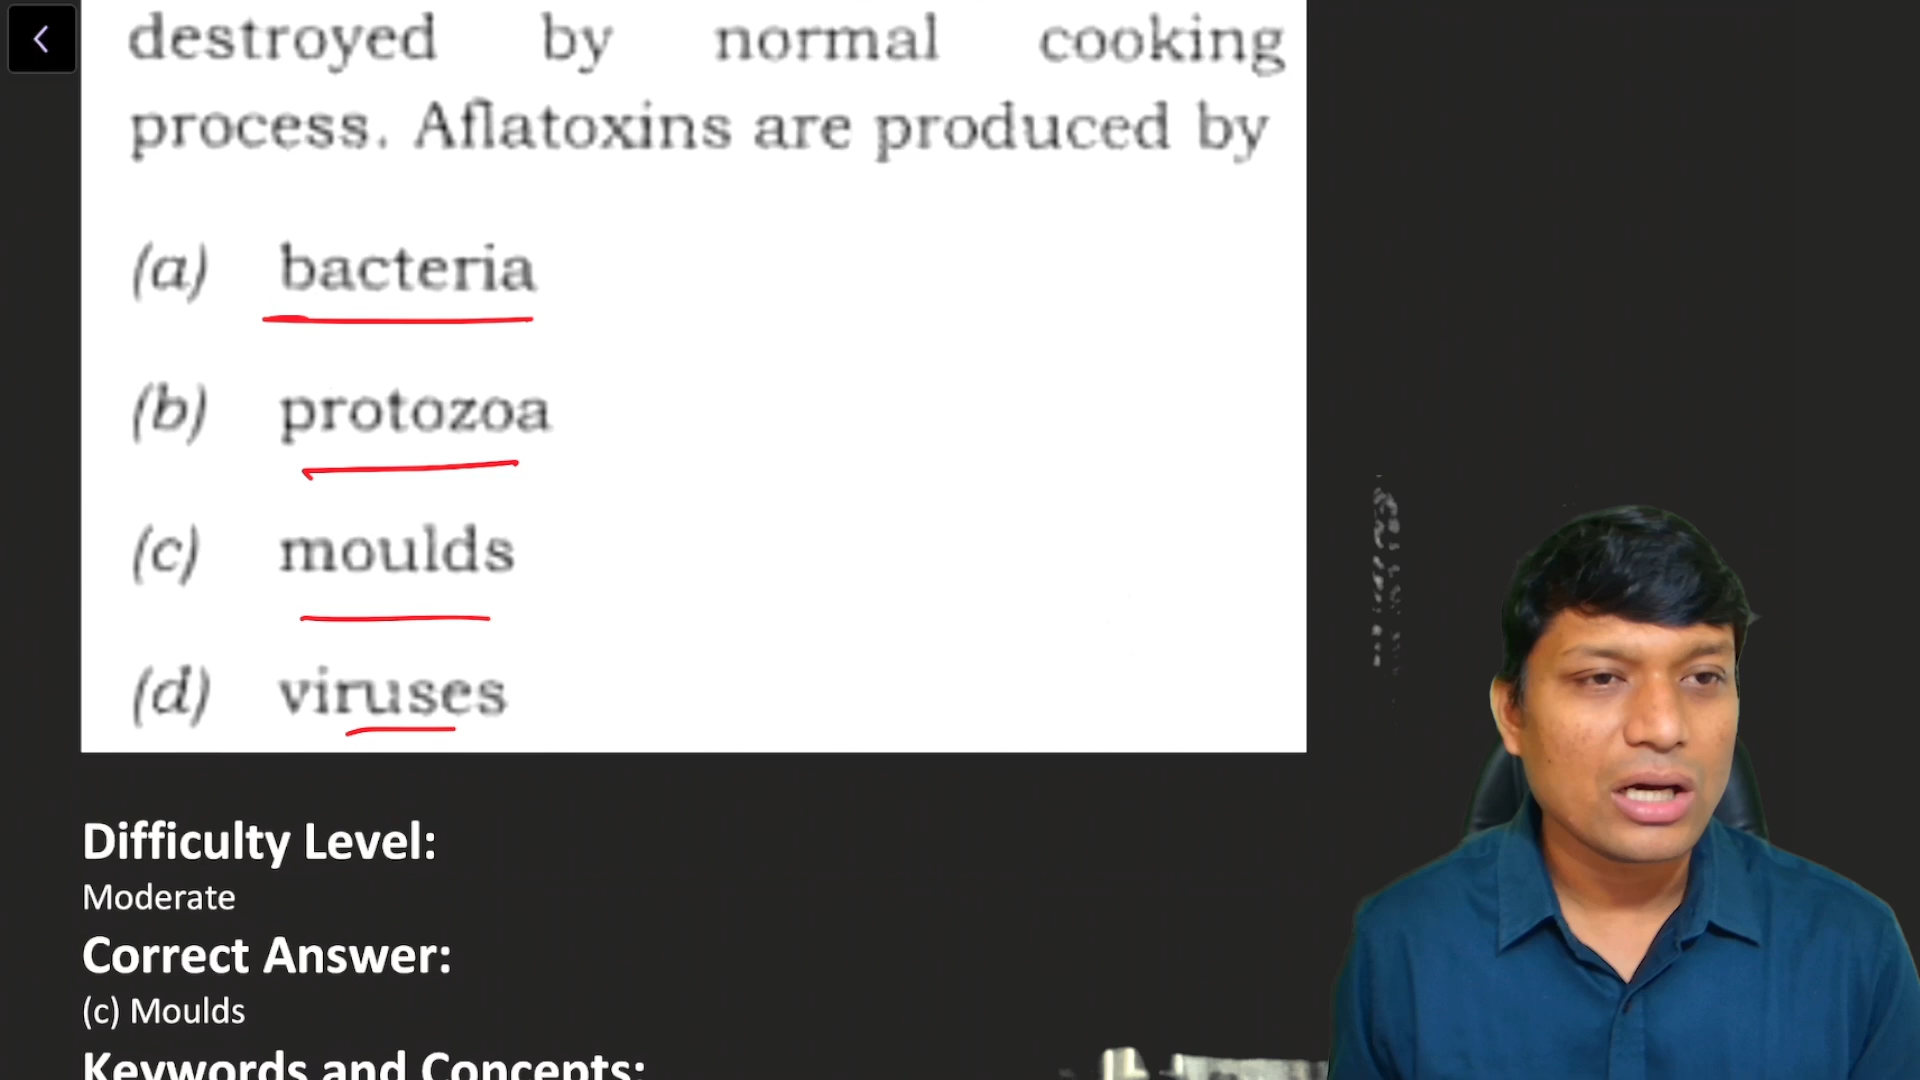 destroyed by normal cooking
process. Aflatoxins are produced by
(a) bacteria
(b) protozoa
(c) moulds
(d) viruses
Difficulty Level:
Moderate
Correct Answer:
(c) Moulds
Keywords and Concepts: